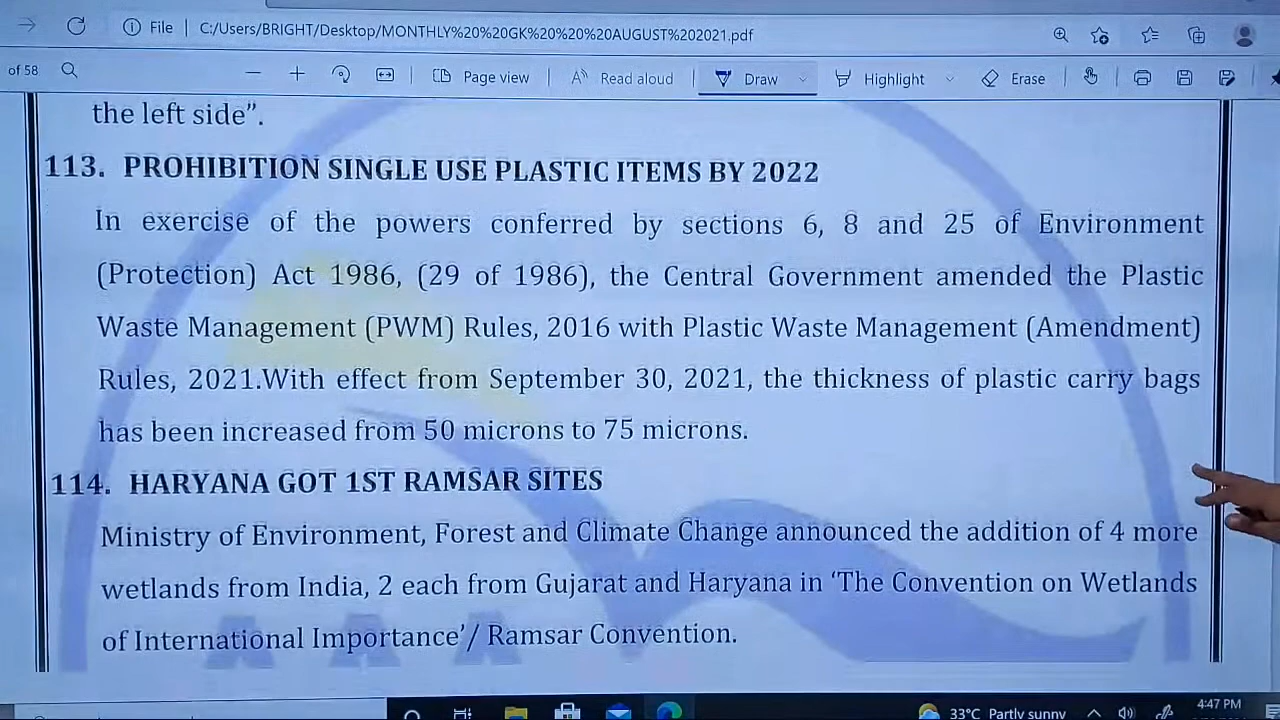 File | C:/Users/BRIGHT/Desktop/MONTHLY%20%20GK%20%20%20AUGUST%202021.pdf
of 58
Page view
Read aloud
Draw
Highlight
Erase
the left side”.
113. PROHIBITION SINGLE USE PLASTIC ITEMS BY 2022
In exercise of the powers conferred by sections 6, 8 and 25 of Environment
(Protection) Act 1986, (29 of 1986), the Central Government amended the Plastic
Waste Management (PWM) Rules, 2016 with Plastic Waste Management (Amendment)
Rules, 2021.With effect from September 30, 2021, the thickness of plastic carry bags
has been increased from 50 microns to 75 microns.
114. HARYANA GOT 1ST RAMSAR SITES
Ministry of Environment, Forest and Climate Change announced the addition of 4 more
wetlands from India, 2 each from Gujarat and Haryana in ‘The Convention on Wetlands
of International Importance’/ Ramsar Convention.
A A A
33°C Partly sunny
4:47 PM